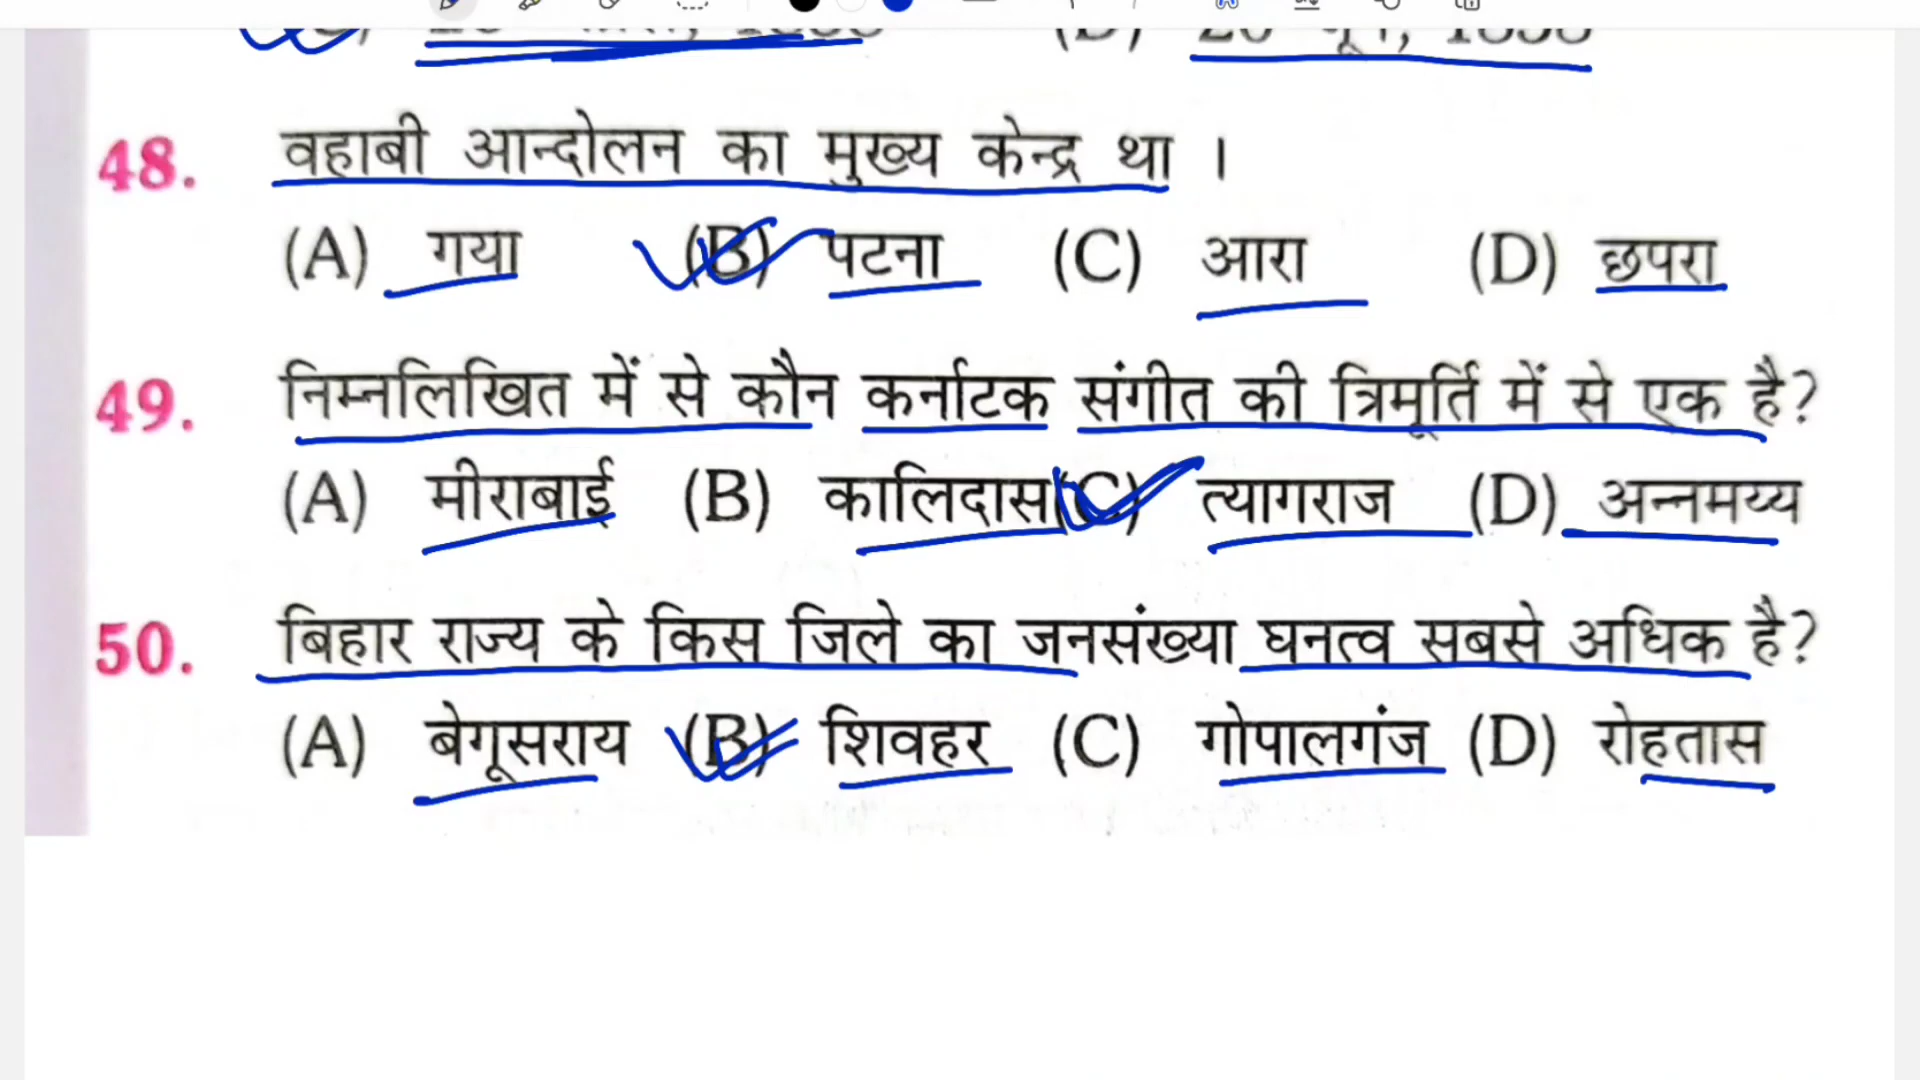 48. वहाबी आन्दोलन का मुख्य केन्द्र था ।
(A) गया (B) पटना (C) आरा (D) छपरा
49. निम्नलिखित में से कौन कर्नाटक संगीत की त्रिमूर्ति में से एक है?
(A) मीराबाई (B) कालिदास (C) त्यागराज (D) अन्नमय्य
50. बिहार राज्य के किस जिले का जनसंख्या घनत्व सबसे अधिक है?
(A) बेगूसराय (B) शिवहर (C) गोपालगंज (D) रोहतास